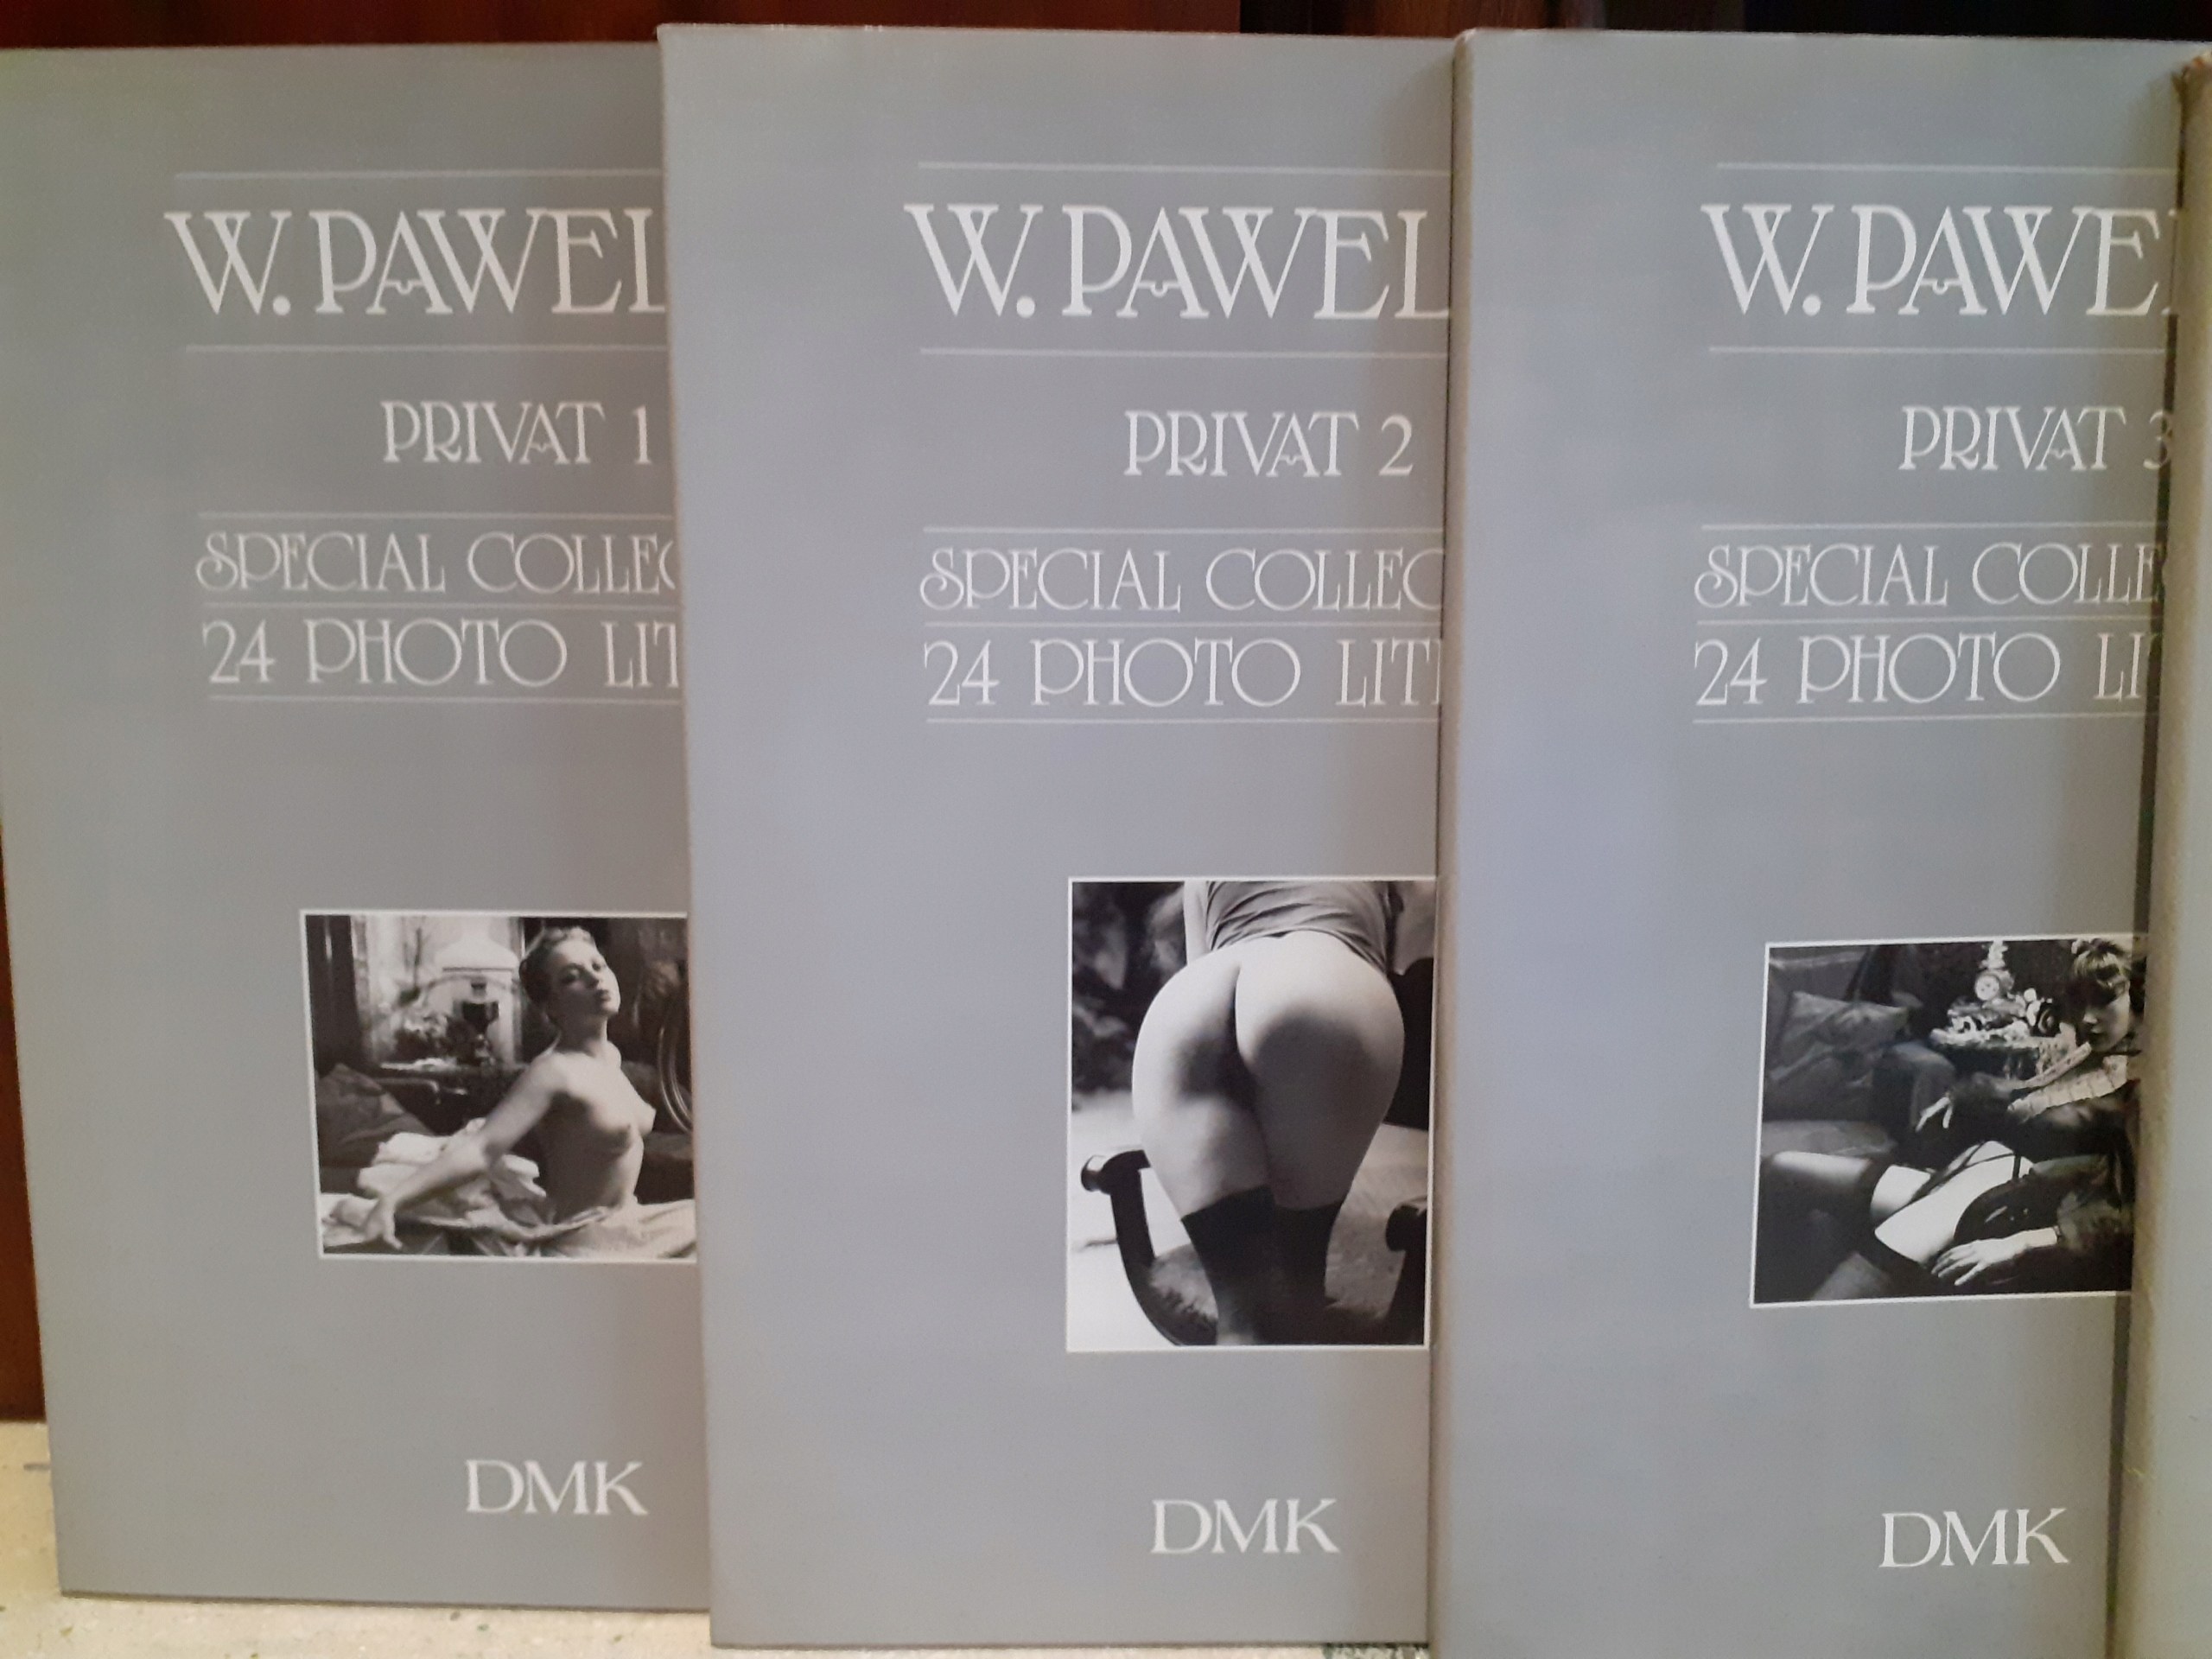 W. PAWEL
PRIVAT 1
SPECIAL COLLEC
24 PHOTO LIT
DMK
W. PAWEL
PRIVAT 2
SPECIAL COLLEC
24 PHOTO LIT
DMK
W. PAWE
PRIVAT 3
SPECIAL COLLE
24 PHOTO LI
DMK